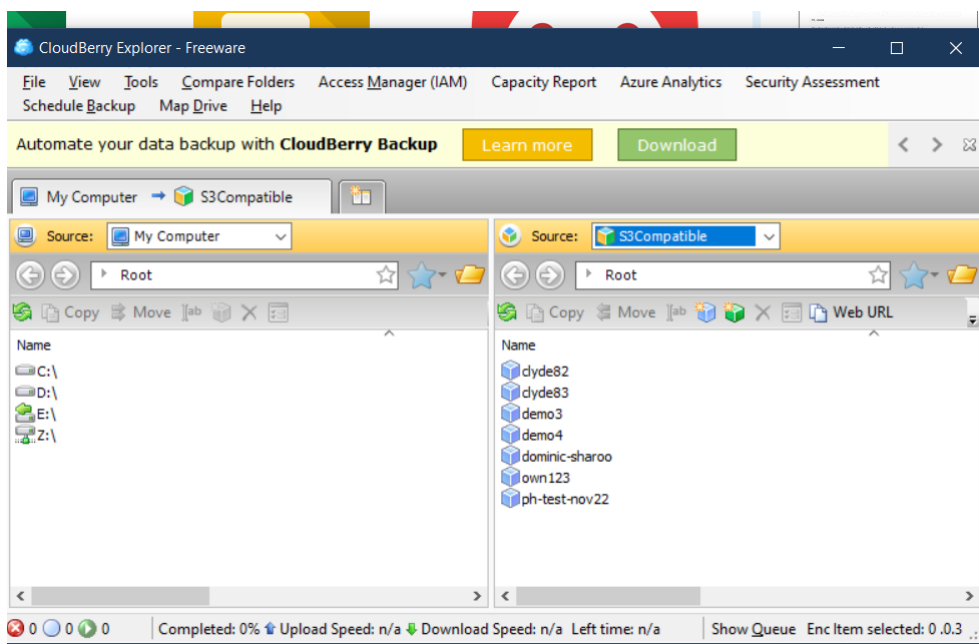 CloudBerry Explorer - Freeware
File View Tools Compare Folders Access Manager (IAM) Capacity Report Azure Analytics Security Assessment
Schedule Backup Map Drive Help
Automate your data backup with CloudBerry Backup Learn more Download
My Computer S3Compatible
Source: My Computer
Root
Copy Move ab
Name
C:\
D:\
E:\
Z:\
Source: S3Compatible
Root
Copy Move ab Web URL
Name
clyde82
clyde83
demo3
demo4
dominic-sharoo
own123
ph-test-nov22
0 0 0 Completed: 0% Upload Speed: n/a Download Speed: n/a Left time: n/a Show Queue Enc Item selected: 0 .0.3